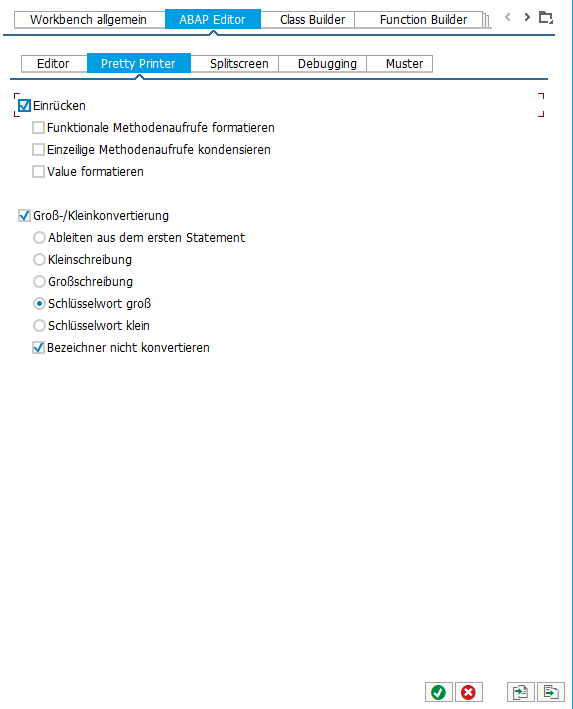 Workbench allgemein ABAP Editor Class Builder Function Builder
Editor Pretty Printer Splitscreen Debugging Muster
Einrücken
Funktionale Methodenaufrufe formatieren
Einzeilige Methodenaufrufe kondensieren
Value formatieren
Groß-/Kleinkonvertierung
Ableiten aus dem ersten Statement
Kleinschreibung
Großschreibung
Schlüsselwort groß
Schlüsselwort klein
Bezeichner nicht konvertieren